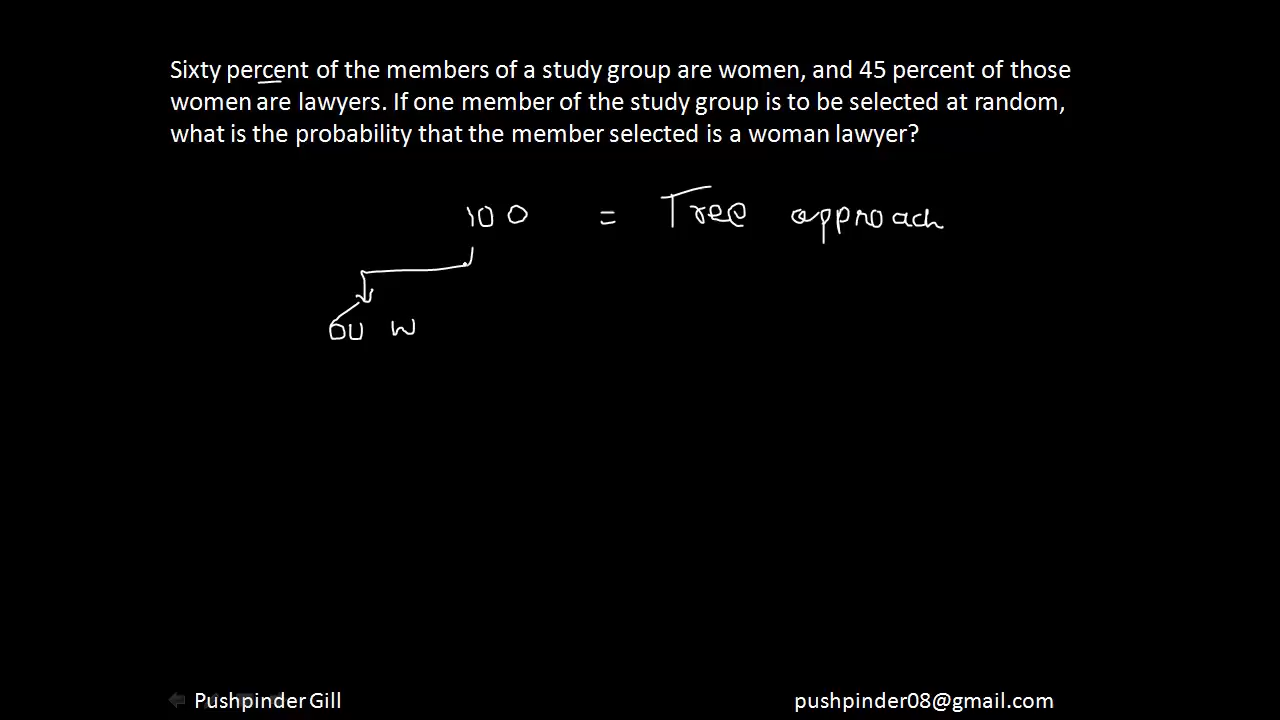 Sixty percent of the members of a study group are women, and 45 percent of those
women are lawyers. If one member of the study group is to be selected at random,
what is the probability that the member selected is a woman lawyer?
100 = Tree approach
60 W
Pushpinder Gill pushpinder08@gmail.com